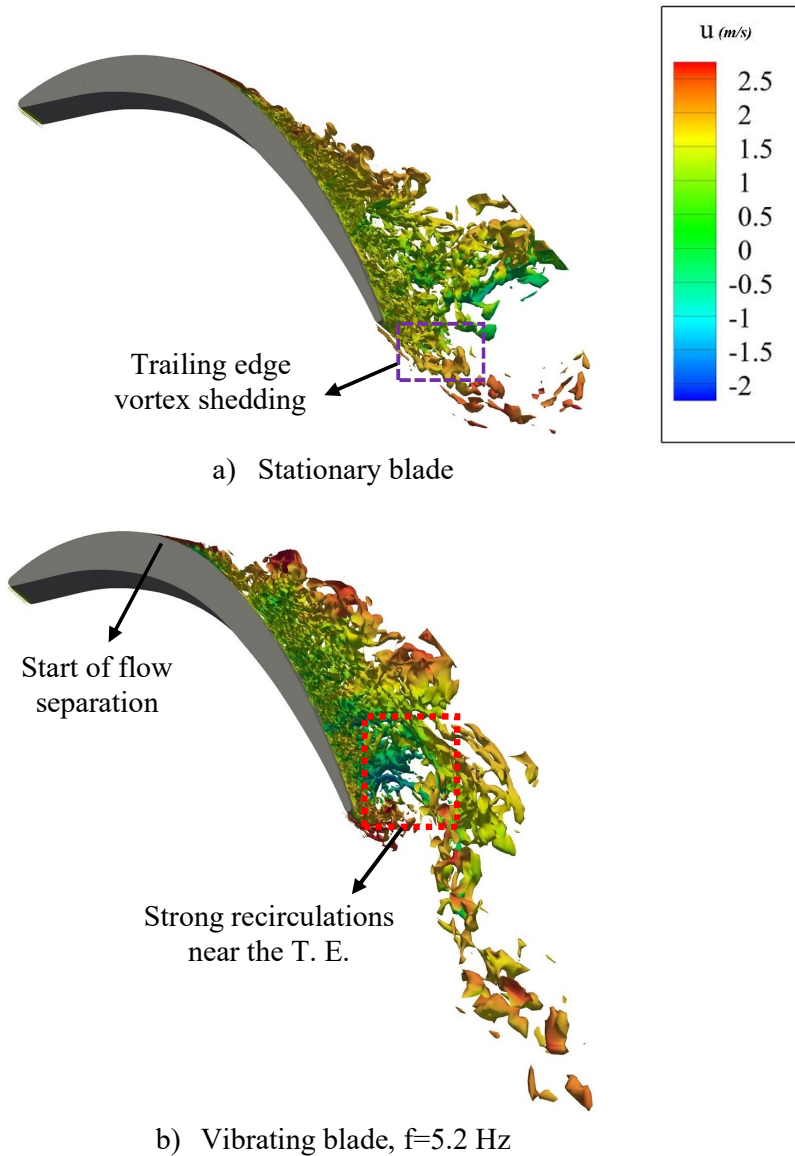 u (m/s)
2.5
2
1.5
1
0.5
0
-0.5
-1
-1.5
-2
Trailing edge
vortex shedding
a) Stationary blade
Start of flow
separation
Strong recirculations
near the T. E.
b) Vibrating blade, f=5.2 Hz